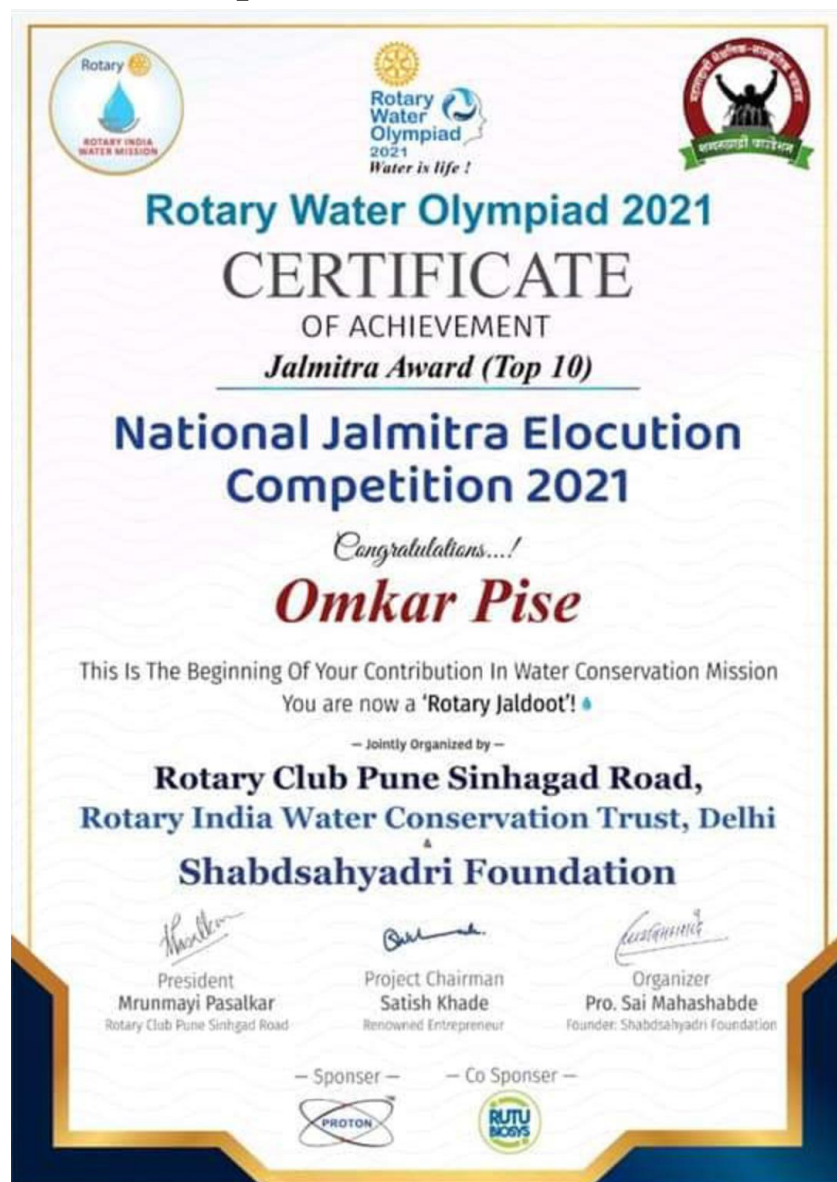 Rotary
ROTARY INDIA
WATER MISSION
Rotary
Water
Olympiad
2021
Water is life !
Rotary Water Olympiad 2021
CERTIFICATE
OF ACHIEVEMENT
Jalmitra Award (Top 10)
National Jalmitra Elocution
Competition 2021
Congratulations...!
Omkar Pise
This Is The Beginning Of Your Contribution In Water Conservation Mission
You are now a 'Rotary Jaldoot'!
— Jointly Organized by —
Rotary Club Pune Sinhagad Road,
Rotary India Water Conservation Trust, Delhi
&
Shabdsahyadri Foundation
President
Project Chairman
Organizer
Mrunmayi Pasalkar
Satish Khade
Pro. Sai Mahashabde
Rotary Club Pune Sinhgad Road
Renowned Entrepreneur
Founder: Shabdsahyadri Foundation
— Sponser —
— Co Sponser —
PROTON
RUTU
BIOSYS